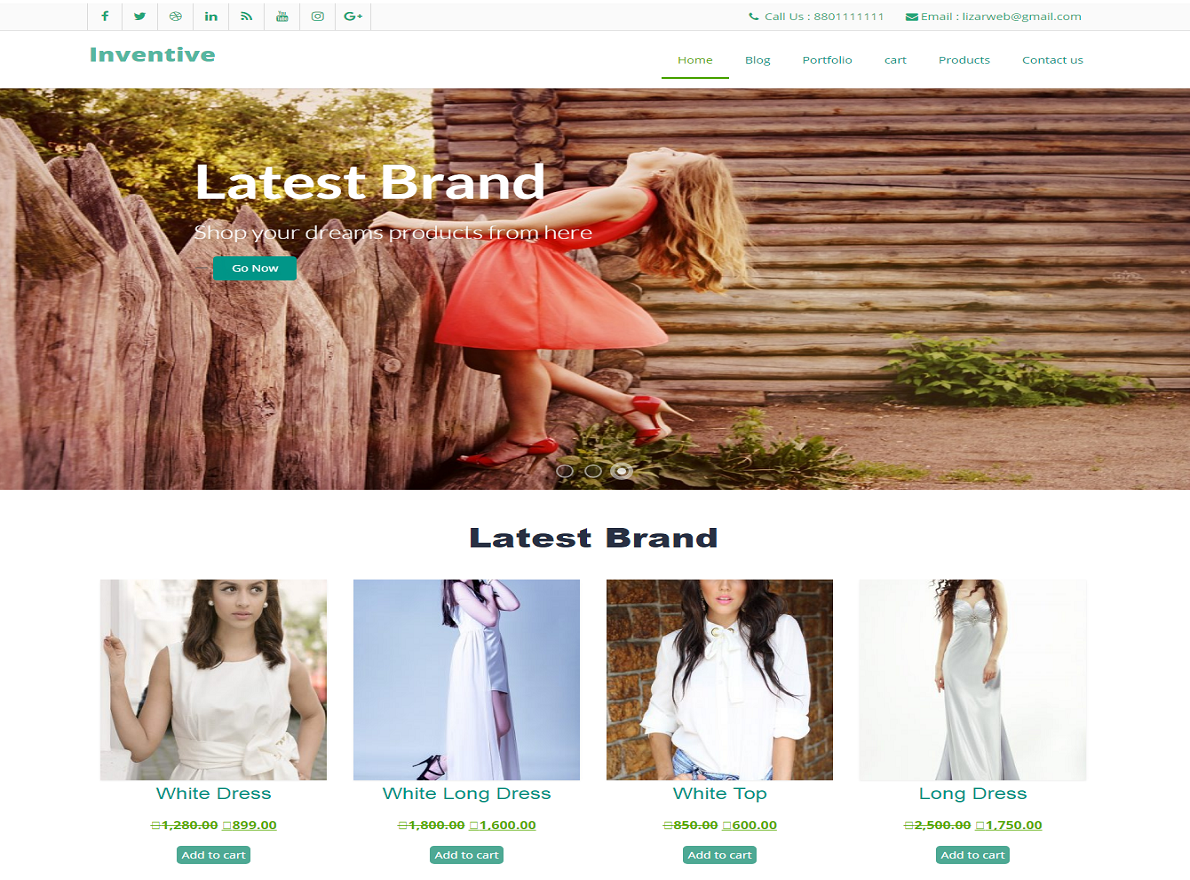 Call Us : 8801111111 Email : lizarweb@gmail.com
Inventive
Home Blog Portfolio cart Products Contact us
Latest Brand
Shop your dreams products from here
Go Now
Latest Brand
White Dress White Long Dress White Top Long Dress
1,280.00 899.00 1,800.00 1,600.00 850.00 600.00 2,500.00 1,750.00
Add to cart Add to cart Add to cart Add to cart